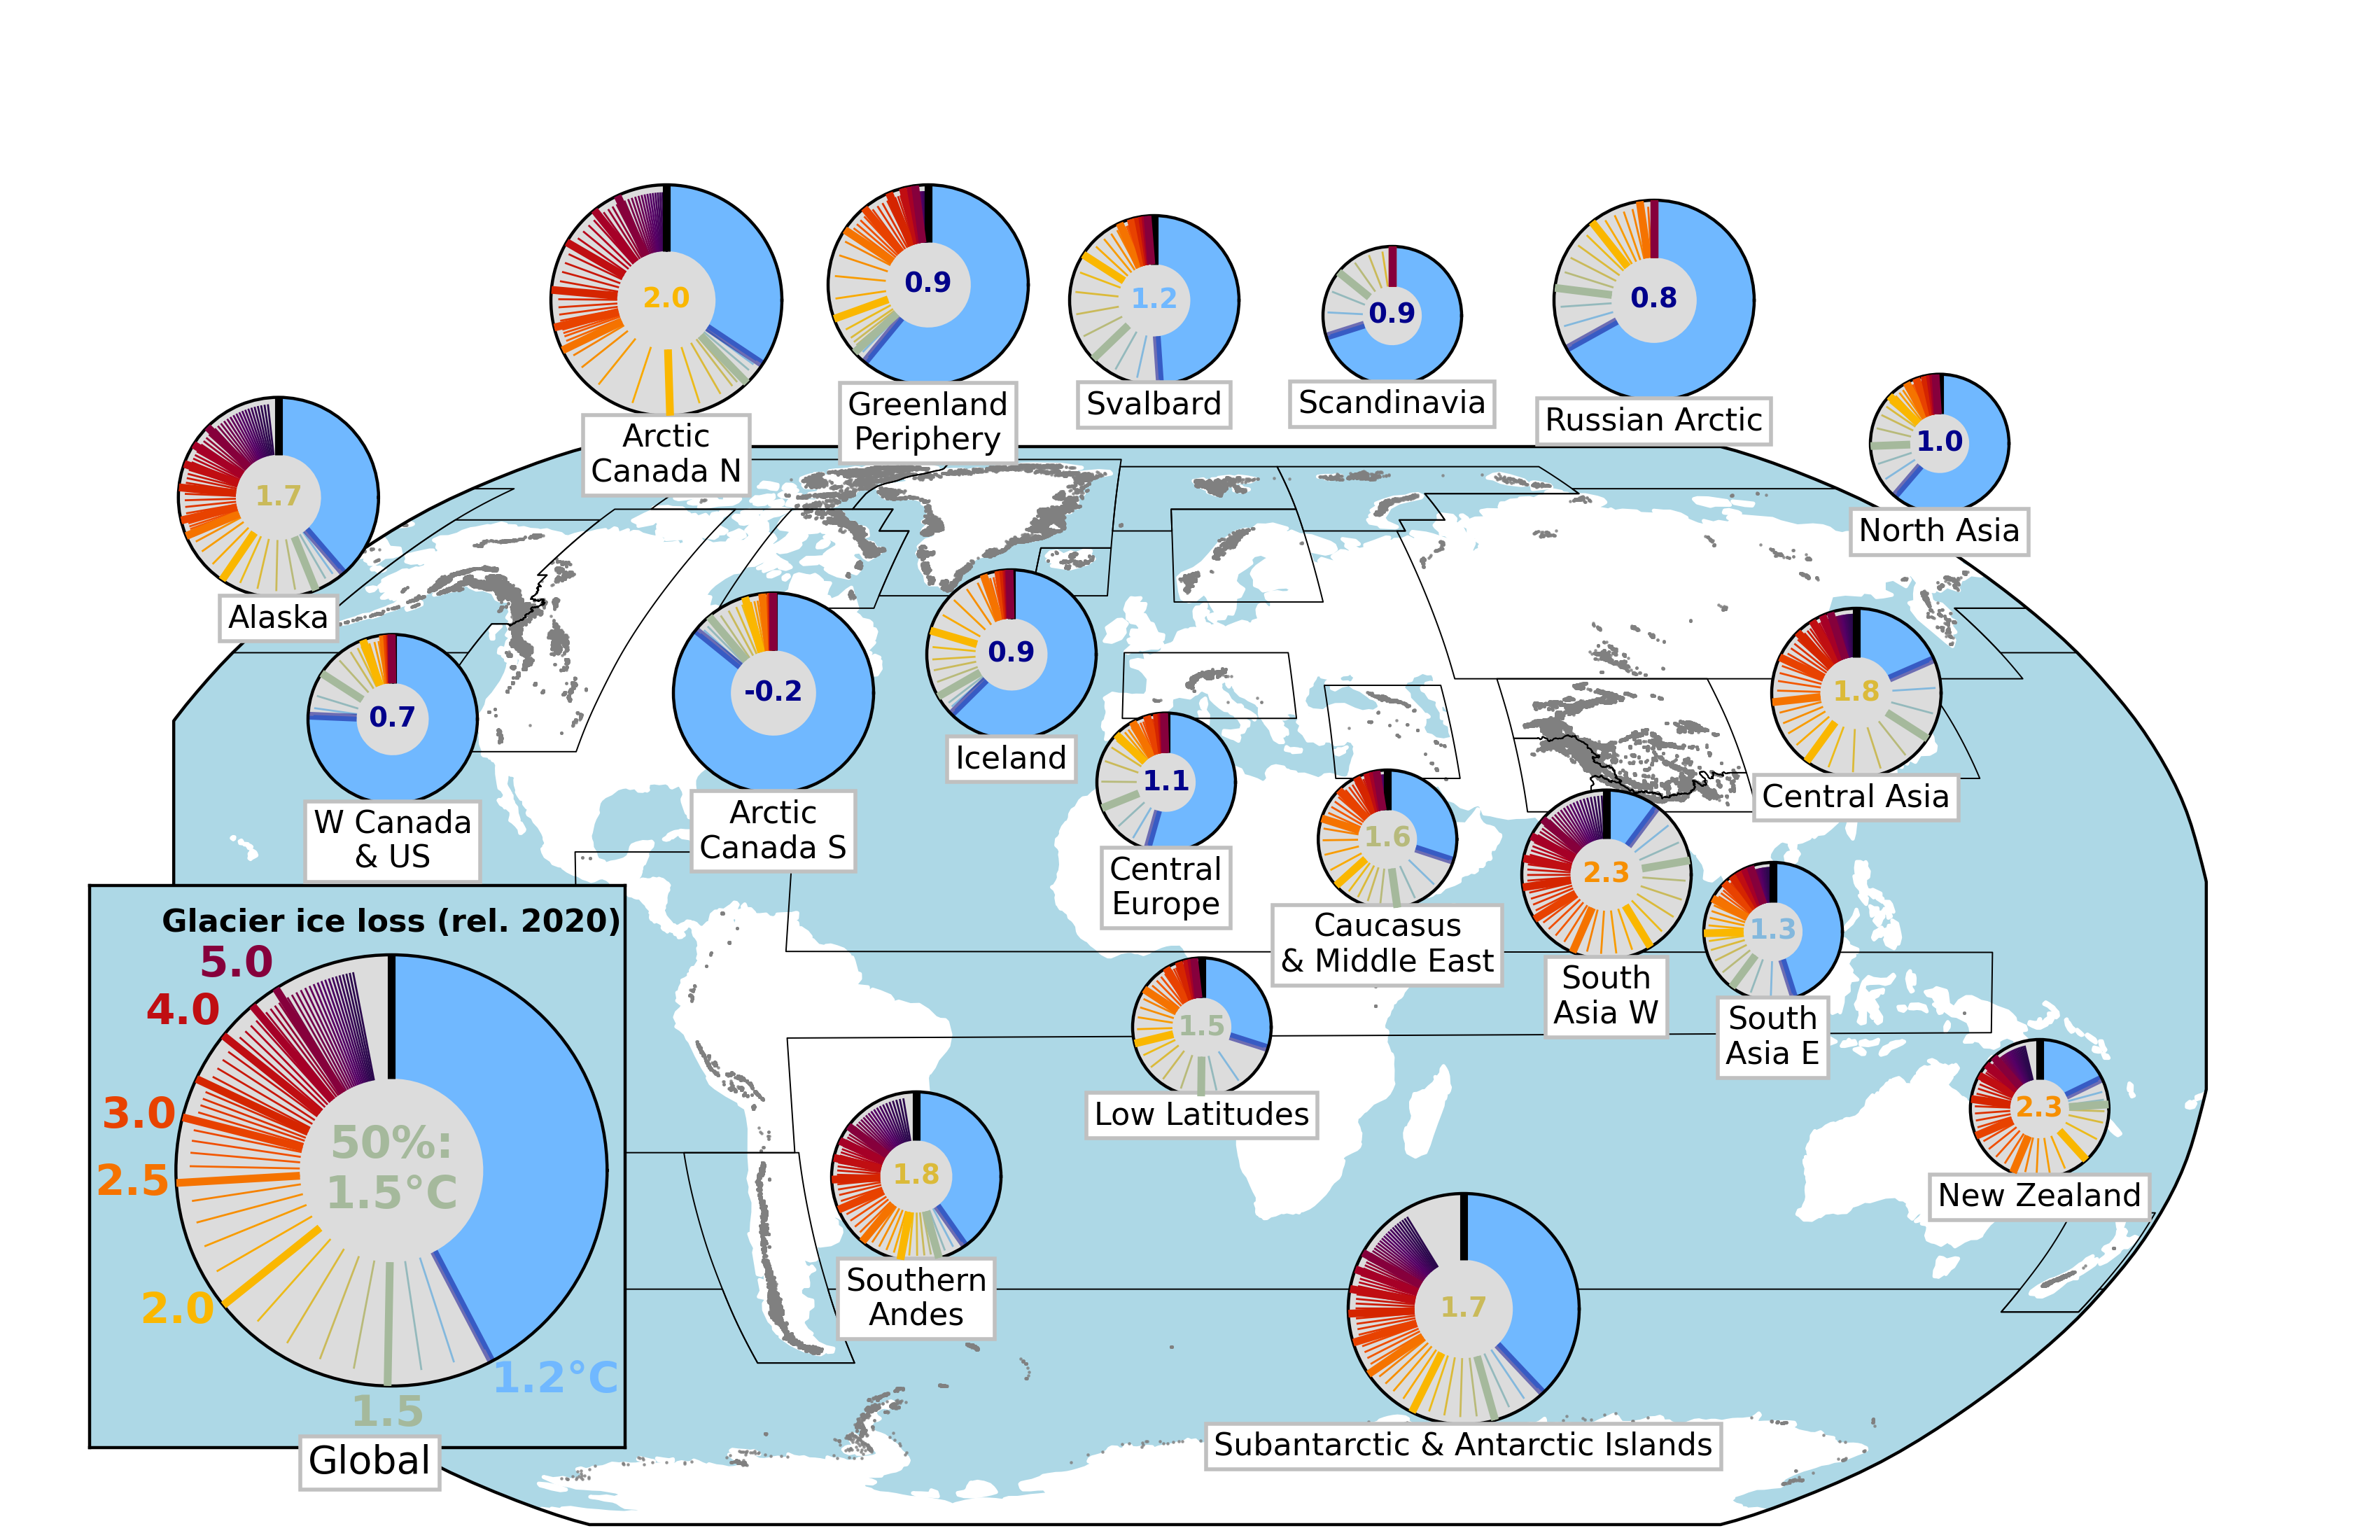 2.0
0.9
1.2
0.9
0.8
Greenland
Periphery
Svalbard
Scandinavia
Russian Arctic
Arctic
Canada N
1.0
North Asia
1.7
Alaska
0.7
W Canada
& US
-0.2
Arctic
Canada S
0.9
Iceland
1.1
Central
Europe
1.6
Caucasus
& Middle East
1.8
Central Asia
2.3
South
Asia W
1.3
South
Asia E
1.5
Low Latitudes
2.3
New Zealand
1.8
Southern
Andes
1.7
Subantarctic & Antarctic Islands
Glacier ice loss (rel. 2020)
5.0
4.0
3.0
2.5
2.0
1.5
1.2°C
50%:
1.5°C
Global